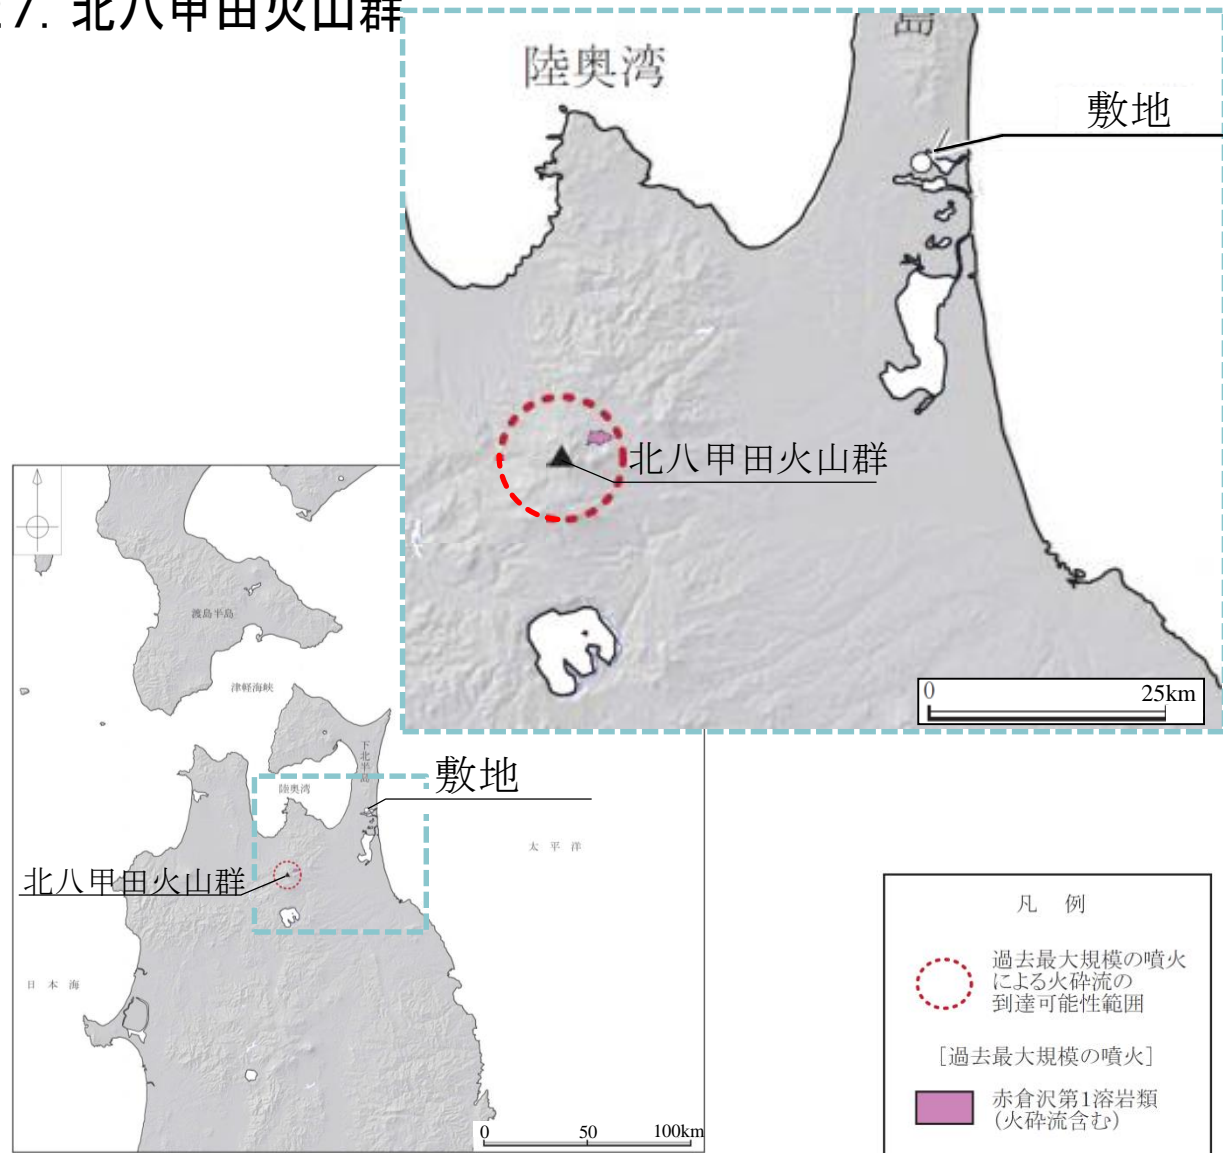 7. 北八甲田火山群
島
陸奥湾
敷地
北八甲田火山群
0 25km
渡島半島
津軽海峡
下北半島
陸奥湾
敷地
太平洋
北八甲田火山群
日本海
0 50 100km
凡 例
過去最大規模の噴火
による火砕流の
到達可能性範囲
[過去最大規模の噴火]
赤倉沢第1溶岩類
(火砕流含む)